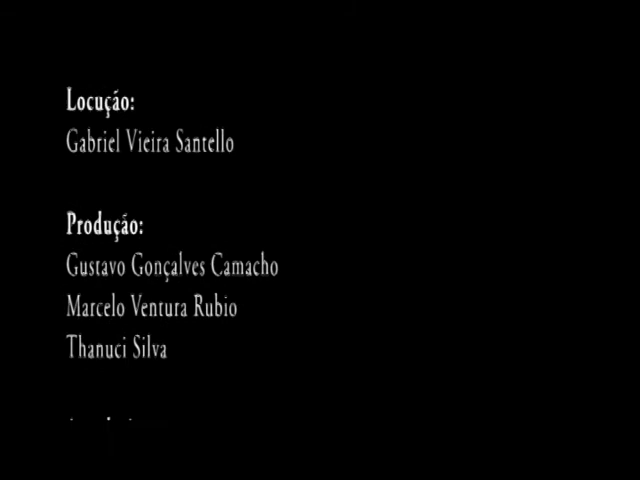 Locução:
Gabriel Vieira Santello
Produção:
Gustavo Gonçalves Camacho
Marcelo Ventura Rubio
Thanuci Silva